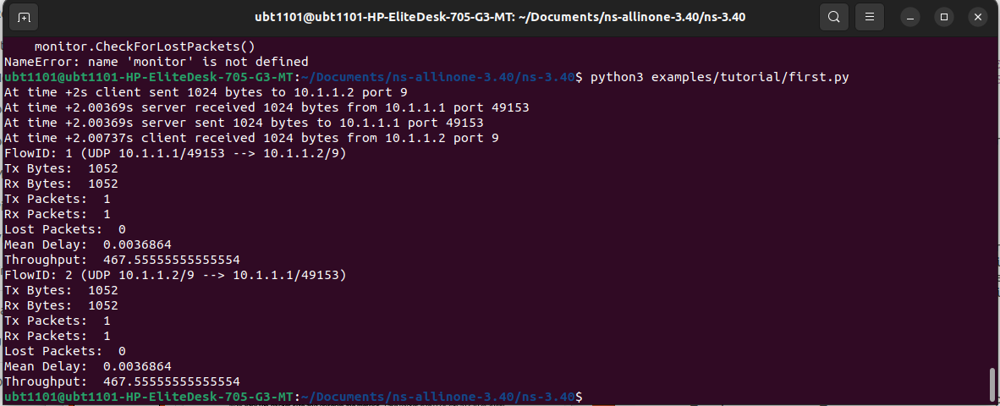 ubt1101@ubt1101-HP-EliteDesk-705-G3-MT: ~/Documents/ns-allinone-3.40/ns-3.40
    monitor.CheckForLostPackets()
NameError: name 'monitor' is not defined
ubt1101@ubt1101-HP-EliteDesk-705-G3-MT:~/Documents/ns-allinone-3.40/ns-3.40$ python3 examples/tutorial/first.py
At time +2s client sent 1024 bytes to 10.1.1.2 port 9
At time +2.00369s server received 1024 bytes from 10.1.1.1 port 49153
At time +2.00369s server sent 1024 bytes to 10.1.1.1 port 49153
At time +2.00737s client received 1024 bytes from 10.1.1.2 port 9
FlowID: 1 (UDP 10.1.1.1/49153 --> 10.1.1.2/9)
Tx Bytes:  1052
Rx Bytes:  1052
Tx Packets:  1
Rx Packets:  1
Lost Packets:  0
Mean Delay:  0.0036864
Throughput:  467.55555555555554
FlowID: 2 (UDP 10.1.1.2/9 --> 10.1.1.1/49153)
Tx Bytes:  1052
Rx Bytes:  1052
Tx Packets:  1
Rx Packets:  1
Lost Packets:  0
Mean Delay:  0.0036864
Throughput:  467.55555555555554
ubt1101@ubt1101-HP-EliteDesk-705-G3-MT:~/Documents/ns-allinone-3.40/ns-3.40$